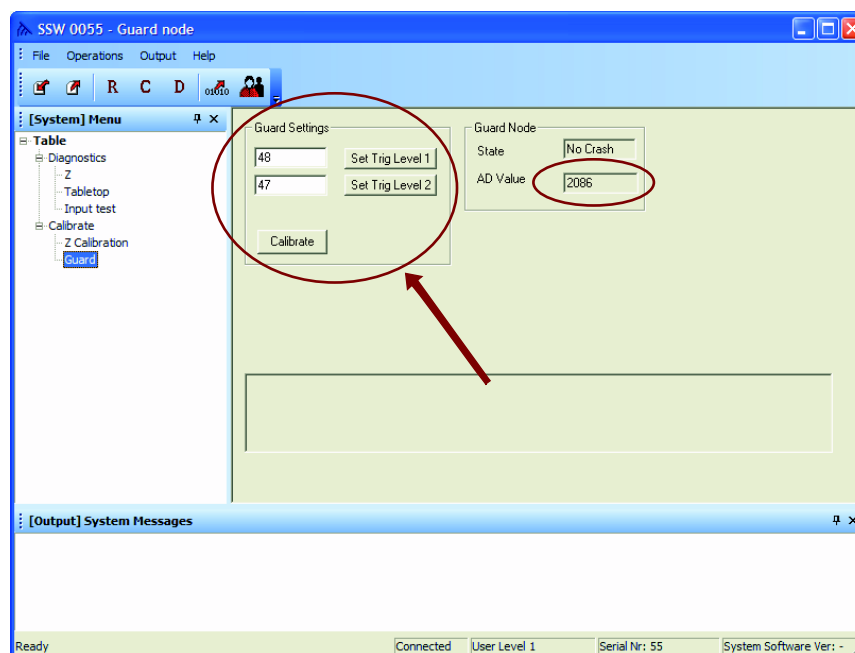 SSW 0055 - Guard node
File Operations Output Help
R C D 01010
[System] Menu
Table
Diagnostics
Z
Tabletop
Input test
Calibrate
Z Calibration
Guard
Guard Settings
48 Set Trig Level 1
47 Set Trig Level 2
Calibrate
Guard Node
State No Crash
AD Value 2086
[Output] System Messages
Ready Connected User Level 1 Serial Nr: 55 System Software Ver: -